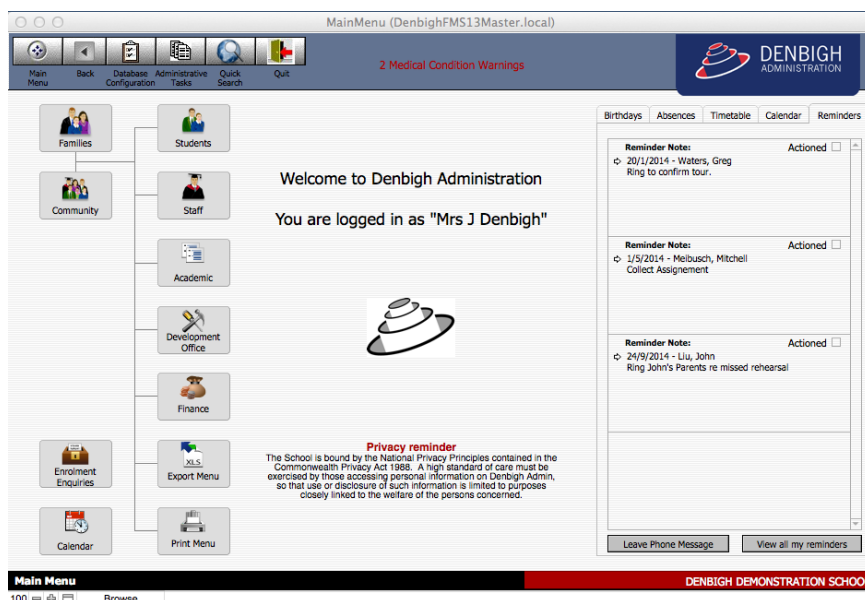 MainMenu (DenbighFMS13Master.local)
Main
Menu
Back
Database
Configuration
Administrative
Tasks
Quick
Search
Quit
2 Medical Condition Warnings
DENBIGH
ADMINISTRATION
Families
Students
Community
Staff
Academic
Development
Office
Finance
Enrolment
Enquiries
XLS
Export Menu
Calendar
Print Menu
Welcome to Denbigh Administration
You are logged in as "Mrs J Denbigh"
Privacy reminder
The School is bound by the National Privacy Principles contained in the
Commonwealth Privacy Act 1988. A high standard of care must be
exercised by those accessing personal information on Denbigh Admin,
so that use or disclosure of such information is limited to purposes
closely linked to the welfare of the persons concerned.
Birthdays Absences Timetable Calendar Reminders
Reminder Note: Actioned
20/1/2014 - Waters, Greg
Ring to confirm tour.
Reminder Note: Actioned
1/5/2014 - Meibusch, Mitchell
Collect Assignement
Reminder Note: Actioned
24/9/2014 - Liu, John
Ring John's Parents re missed rehearsal
Leave Phone Message View all my reminders
Main Menu
DENBIGH DEMONSTRATION SCHOO
100 Browse